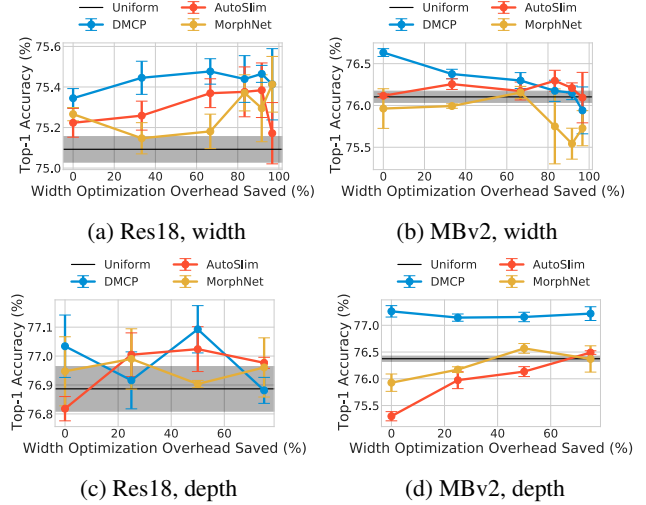 Uniform AutoSlim
DMCP MorphNet
Top-1 Accuracy (%)
75.6
75.4
75.2
75.0
0 20 40 60 80 100
Width Optimization Overhead Saved (%)
(a) Res18, width
Uniform AutoSlim
DMCP MorphNet
Top-1 Accuracy (%)
76.5
76.0
75.5
0 20 40 60 80 100
Width Optimization Overhead Saved (%)
(b) MBv2, width
Uniform AutoSlim
DMCP MorphNet
Top-1 Accuracy (%)
77.1
77.0
76.9
76.8
0 20 40 60
Width Optimization Overhead Saved (%)
(c) Res18, depth
Uniform AutoSlim
DMCP MorphNet
Top-1 Accuracy (%)
77.0
76.5
76.0
75.5
0 20 40 60
Width Optimization Overhead Saved (%)
(d) MBv2, depth